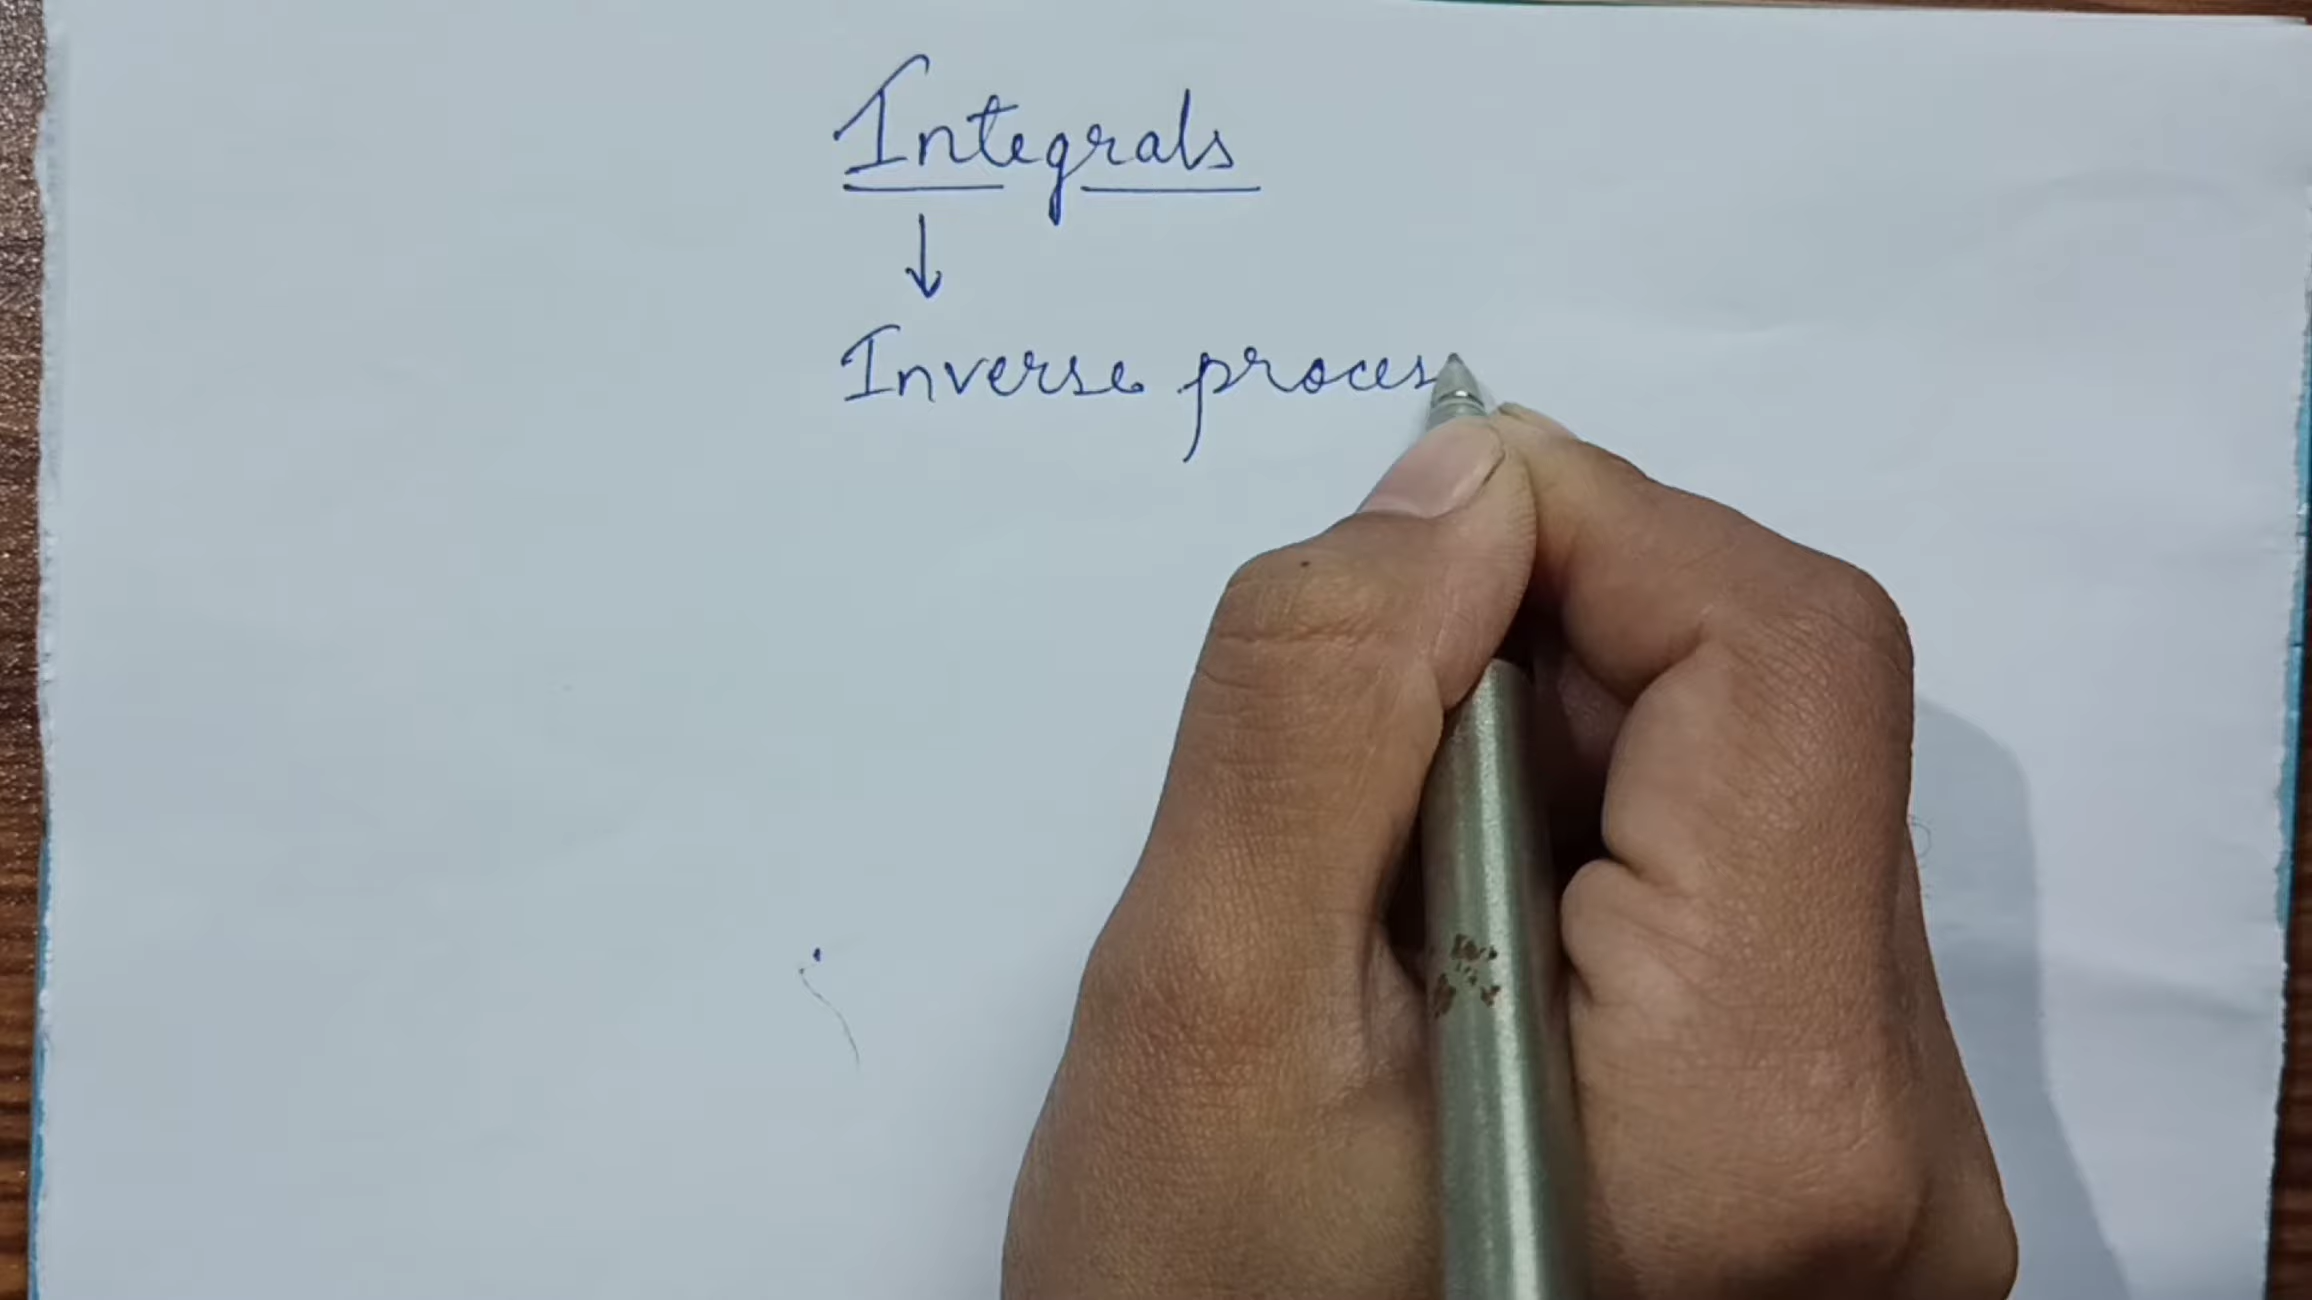 Integrals
↓
Inverse proces